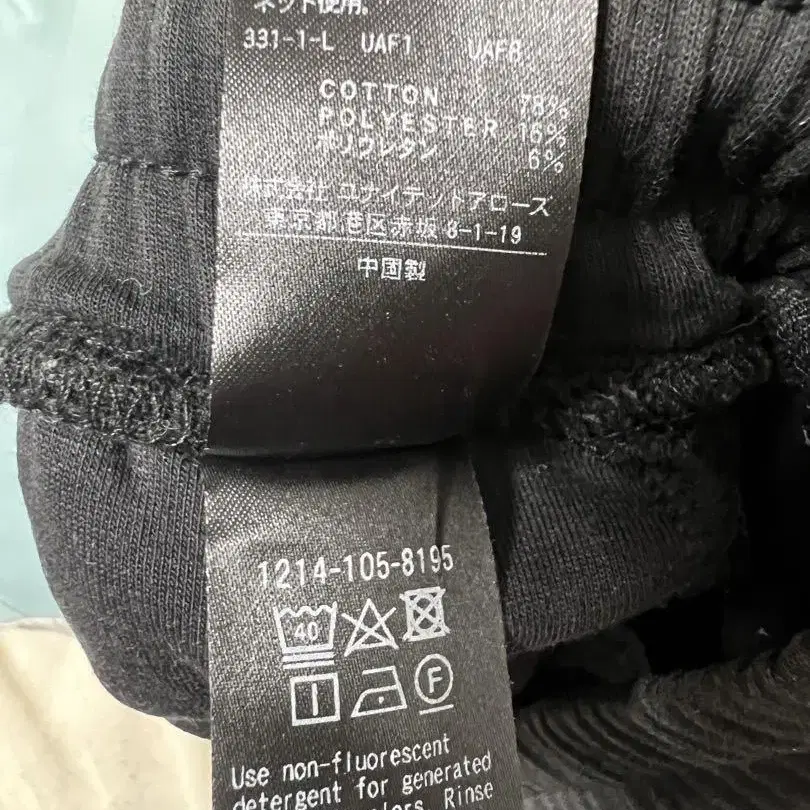 ネット使用。
331-1-L UAF1 UAF8
COTTON 78%
POLYESTER 16%
ポリウレタン 6%
株式会社 ユナイテッドアローズ
東京都港区赤坂 8-1-19
中国製
1214-105-8195
40
F
Use non-fluorescent
detergent for generated
Rinse